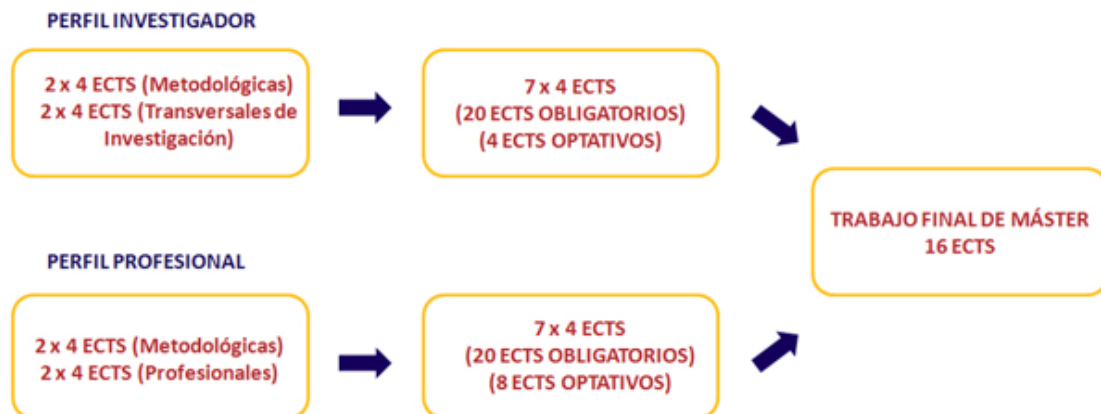 PERFIL INVESTIGADOR
2 x 4 ECTS (Metodológicas)
2 x 4 ECTS (Transversales de
Investigación)
7 x 4 ECTS
(20 ECTS OBLIGATORIOS)
(4 ECTS OPTATIVOS)
TRABAJO FINAL DE MÁSTER
16 ECTS
PERFIL PROFESIONAL
2 x 4 ECTS (Metodológicas)
2 x 4 ECTS (Profesionales)
7 x 4 ECTS
(20 ECTS OBLIGATORIOS)
(8 ECTS OPTATIVOS)